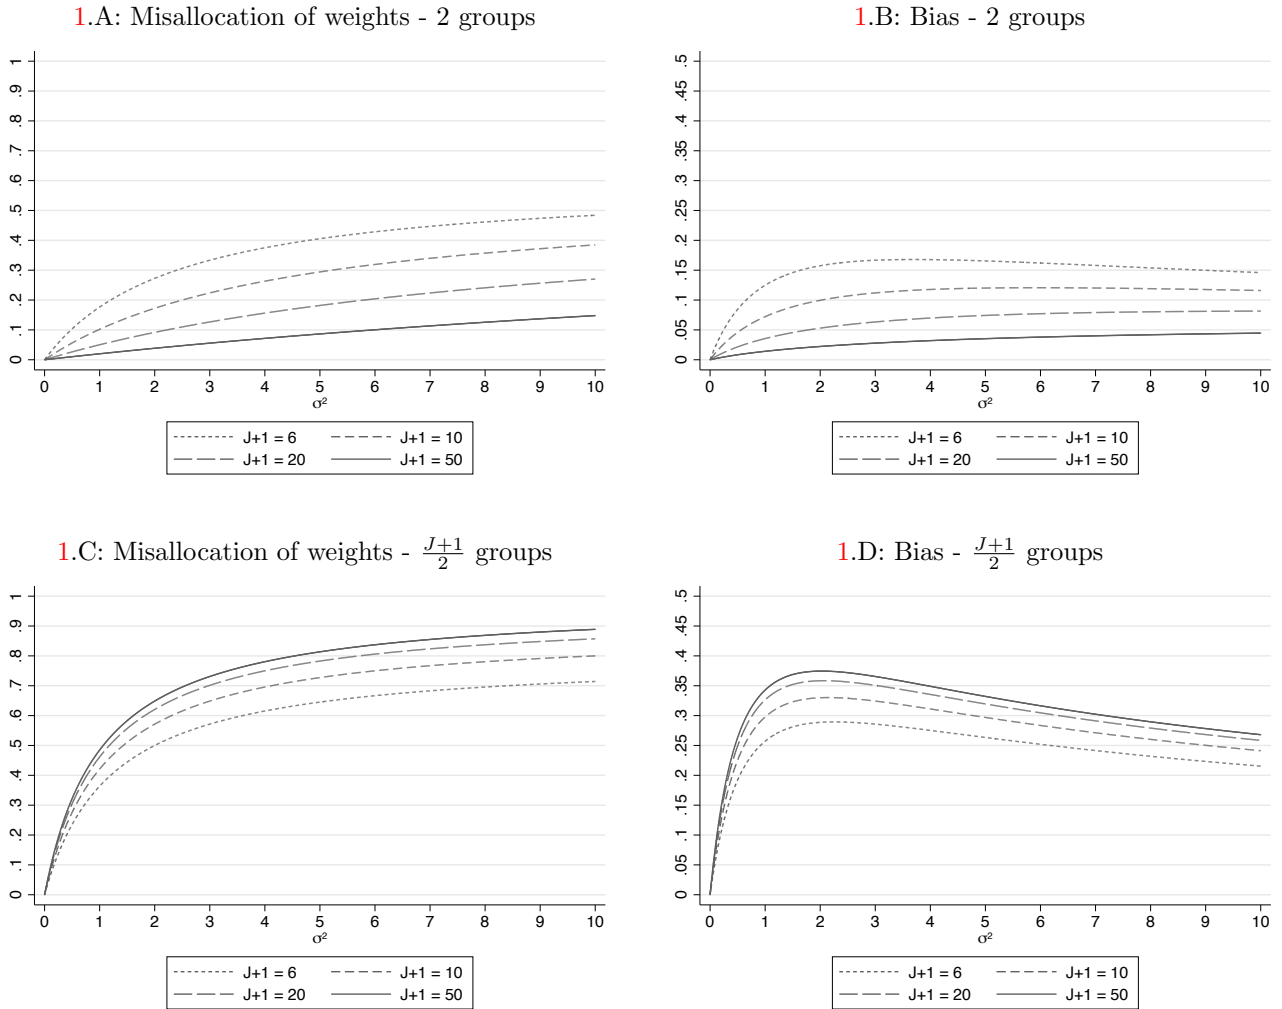 1.A: Misallocation of weights - 2 groups
0 .1 .2 .3 .4 .5 .6 .7 .8 .9 1
0 1 2 3 4 5 6 7 8 9 10
σ²
J+1 = 6 J+1 = 10
J+1 = 20 J+1 = 50
1.B: Bias - 2 groups
0 .05 .1 .15 .2 .25 .3 .35 .4 .45 .5
0 1 2 3 4 5 6 7 8 9 10
σ²
J+1 = 6 J+1 = 10
J+1 = 20 J+1 = 50
1.C: Misallocation of weights - J+1/2 groups
0 .1 .2 .3 .4 .5 .6 .7 .8 .9 1
0 1 2 3 4 5 6 7 8 9 10
σ²
J+1 = 6 J+1 = 10
J+1 = 20 J+1 = 50
1.D: Bias - J+1/2 groups
0 .05 .1 .15 .2 .25 .3 .35 .4 .45 .5
0 1 2 3 4 5 6 7 8 9 10
σ²
J+1 = 6 J+1 = 10
J+1 = 20 J+1 = 50